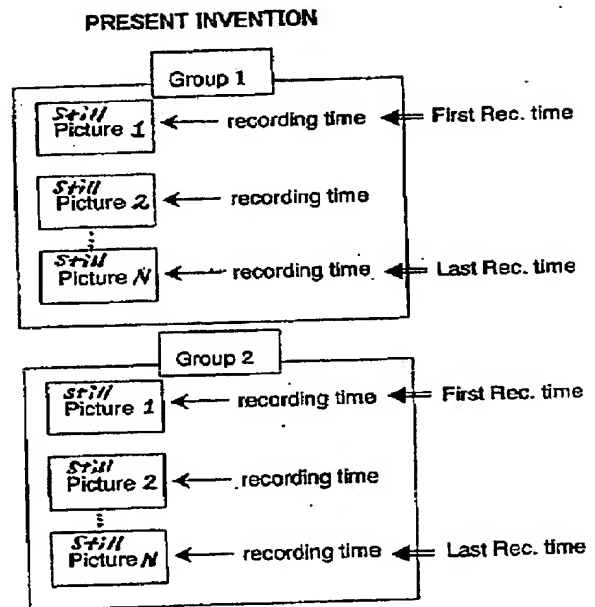 PRESENT INVENTION
Group 1
Still
Picture 1 recording time First Rec. time
Still
Picture 2 recording time
Still
Picture N recording time Last Rec. time
Group 2
Still
Picture 1 recording time First Rec. time
Still
Picture 2 recording time
Still
Picture N recording time Last Rec. time